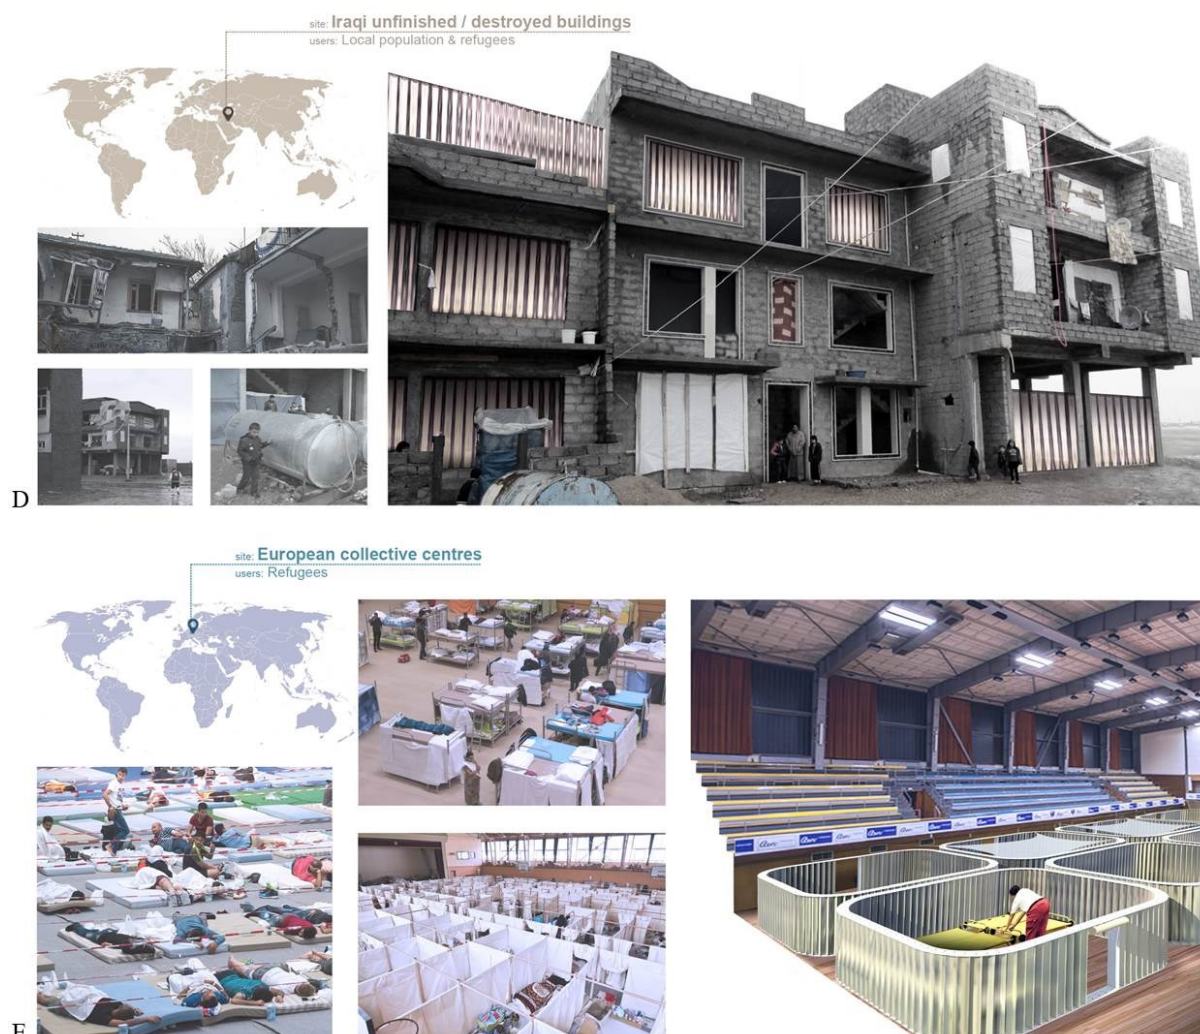 site: Iraqi unfinished / destroyed buildings
users: Local population & refugees
D
site: European collective centres
users: Refugees
E